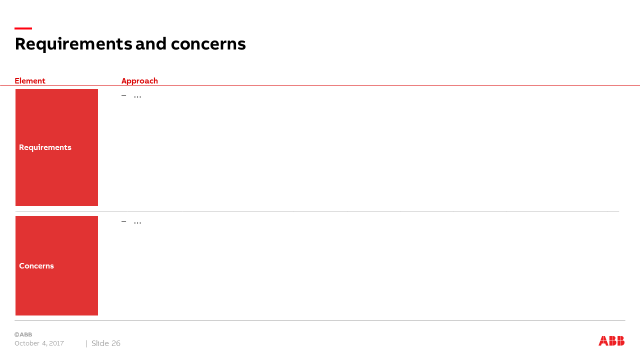 Requirements and concerns
Element
Approach
– ...
Requirements
– ...
Concerns
©ABB
October 4, 2017 | Slide 26
ABB